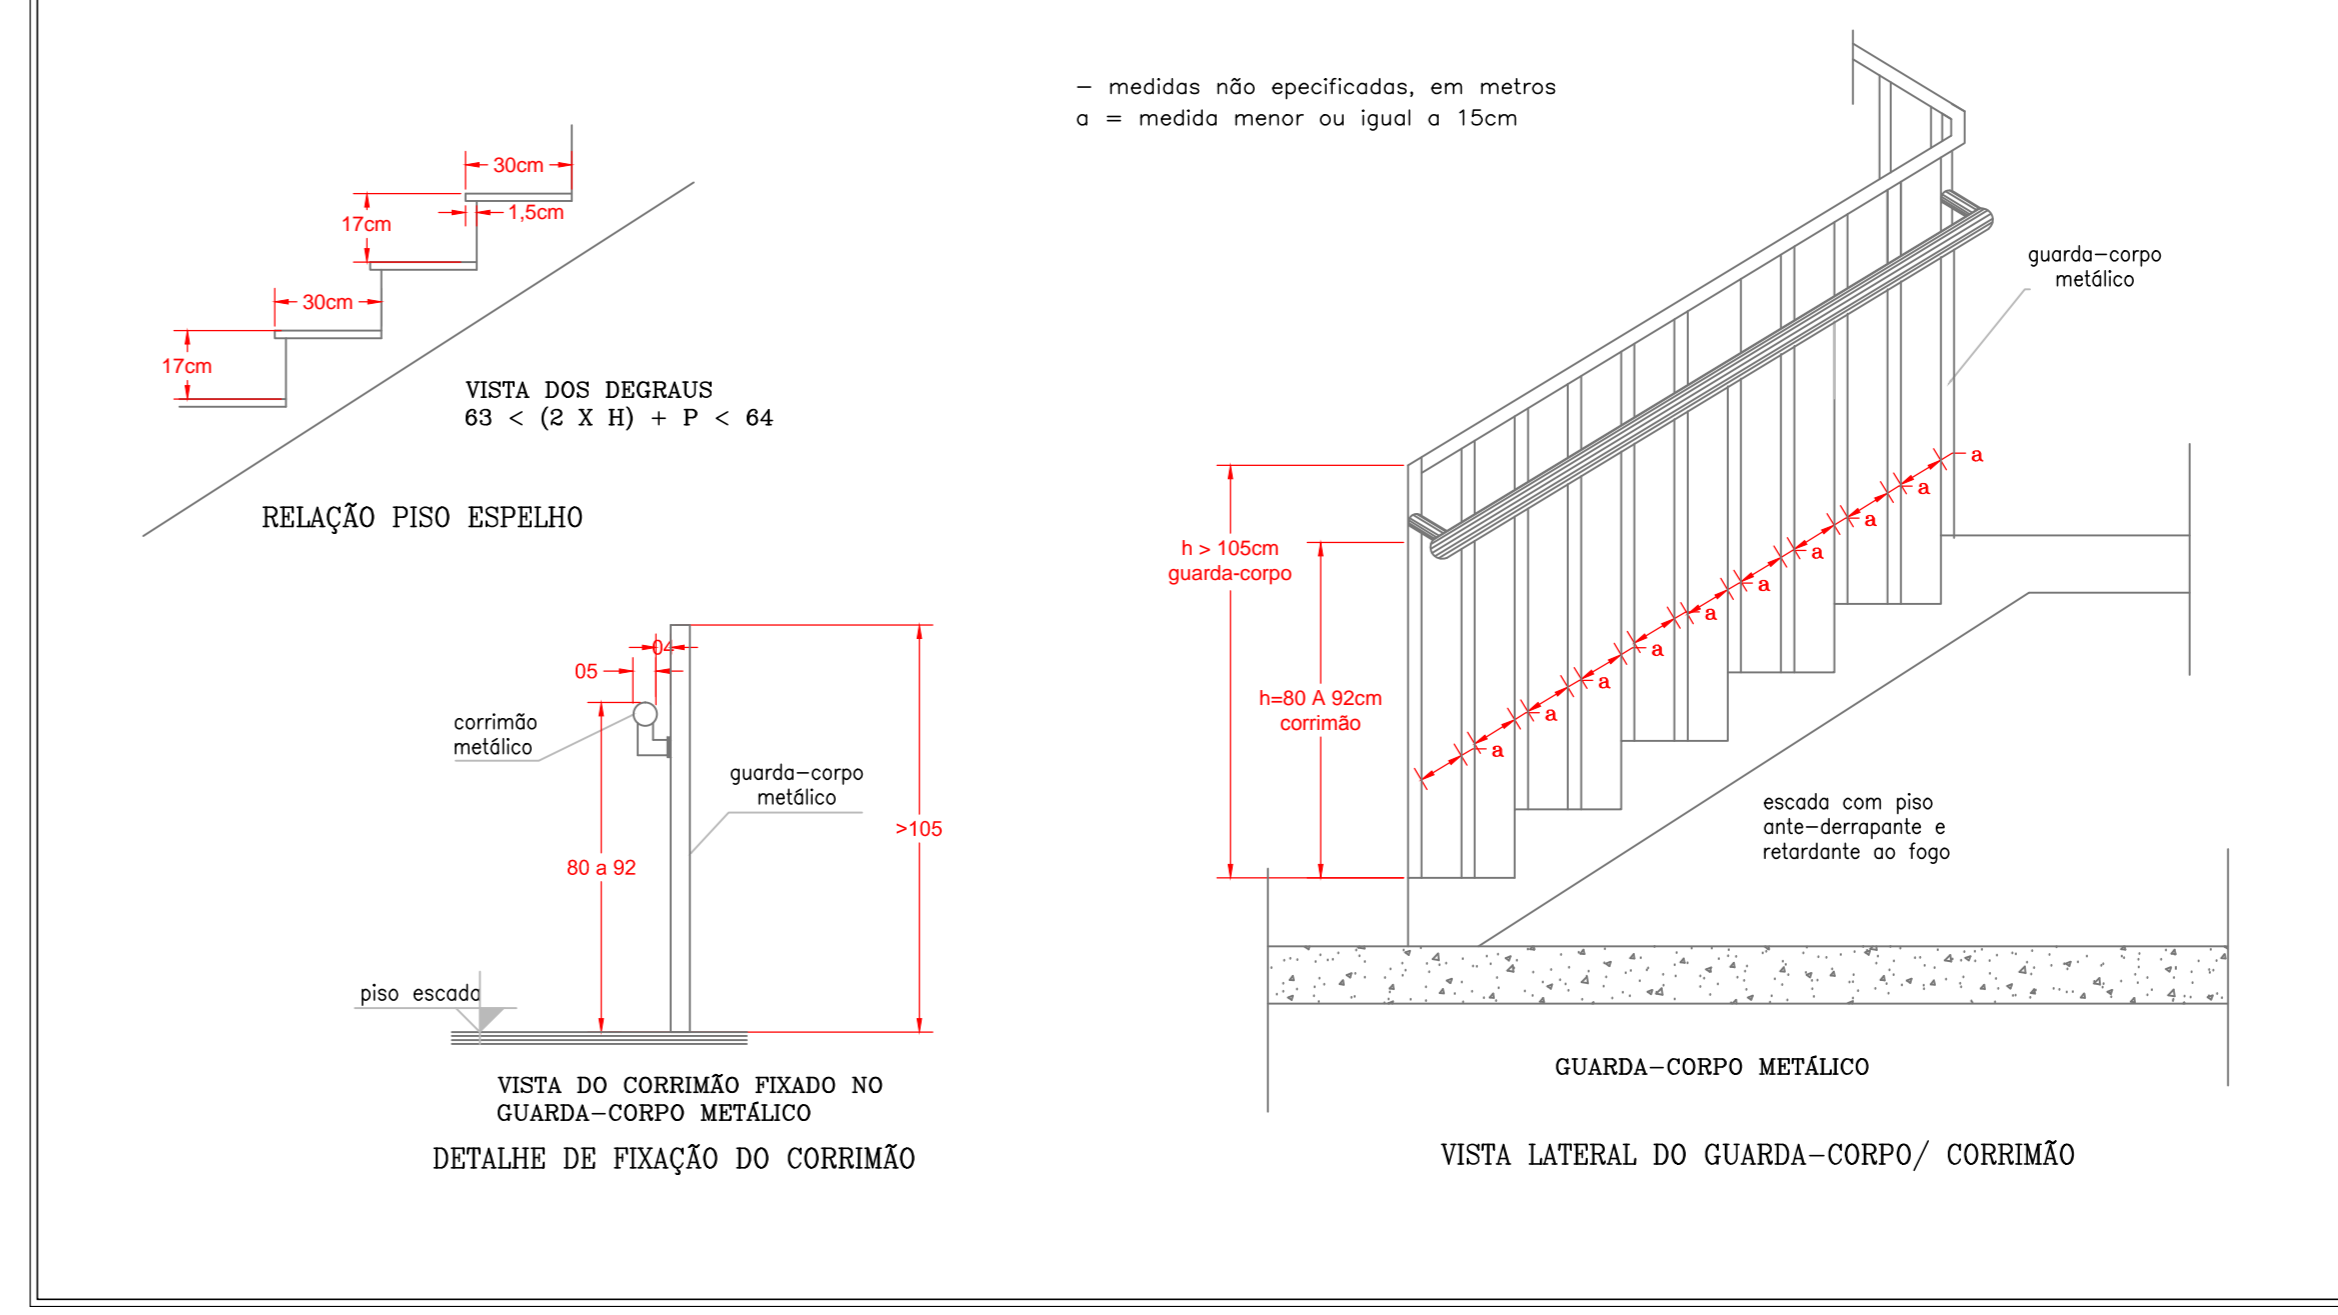 - medidas não epecificadas, em metros
a = medida menor ou igual a 15cm
30cm
17cm
1,5cm
30cm
17cm
VISTA DOS DEGRAUS
63 < (2 X H) + P < 64
RELAÇÃO PISO ESPELHO
04
05
corrimão
metálico
guarda-corpo
metálico
>105
80 a 92
piso escada
VISTA DO CORRIMÃO FIXADO NO
GUARDA-CORPO METÁLICO
DETALHE DE FIXAÇÃO DO CORRIMÃO
guarda-corpo
metálico
h > 105cm
guarda-corpo
h=80 A 92cm
corrimão
a
a
a
a
a
a
a
a
a
a
escada com piso
ante-derrapante e
retardante ao fogo
GUARDA-CORPO METÁLICO
VISTA LATERAL DO GUARDA-CORPO/ CORRIMÃO